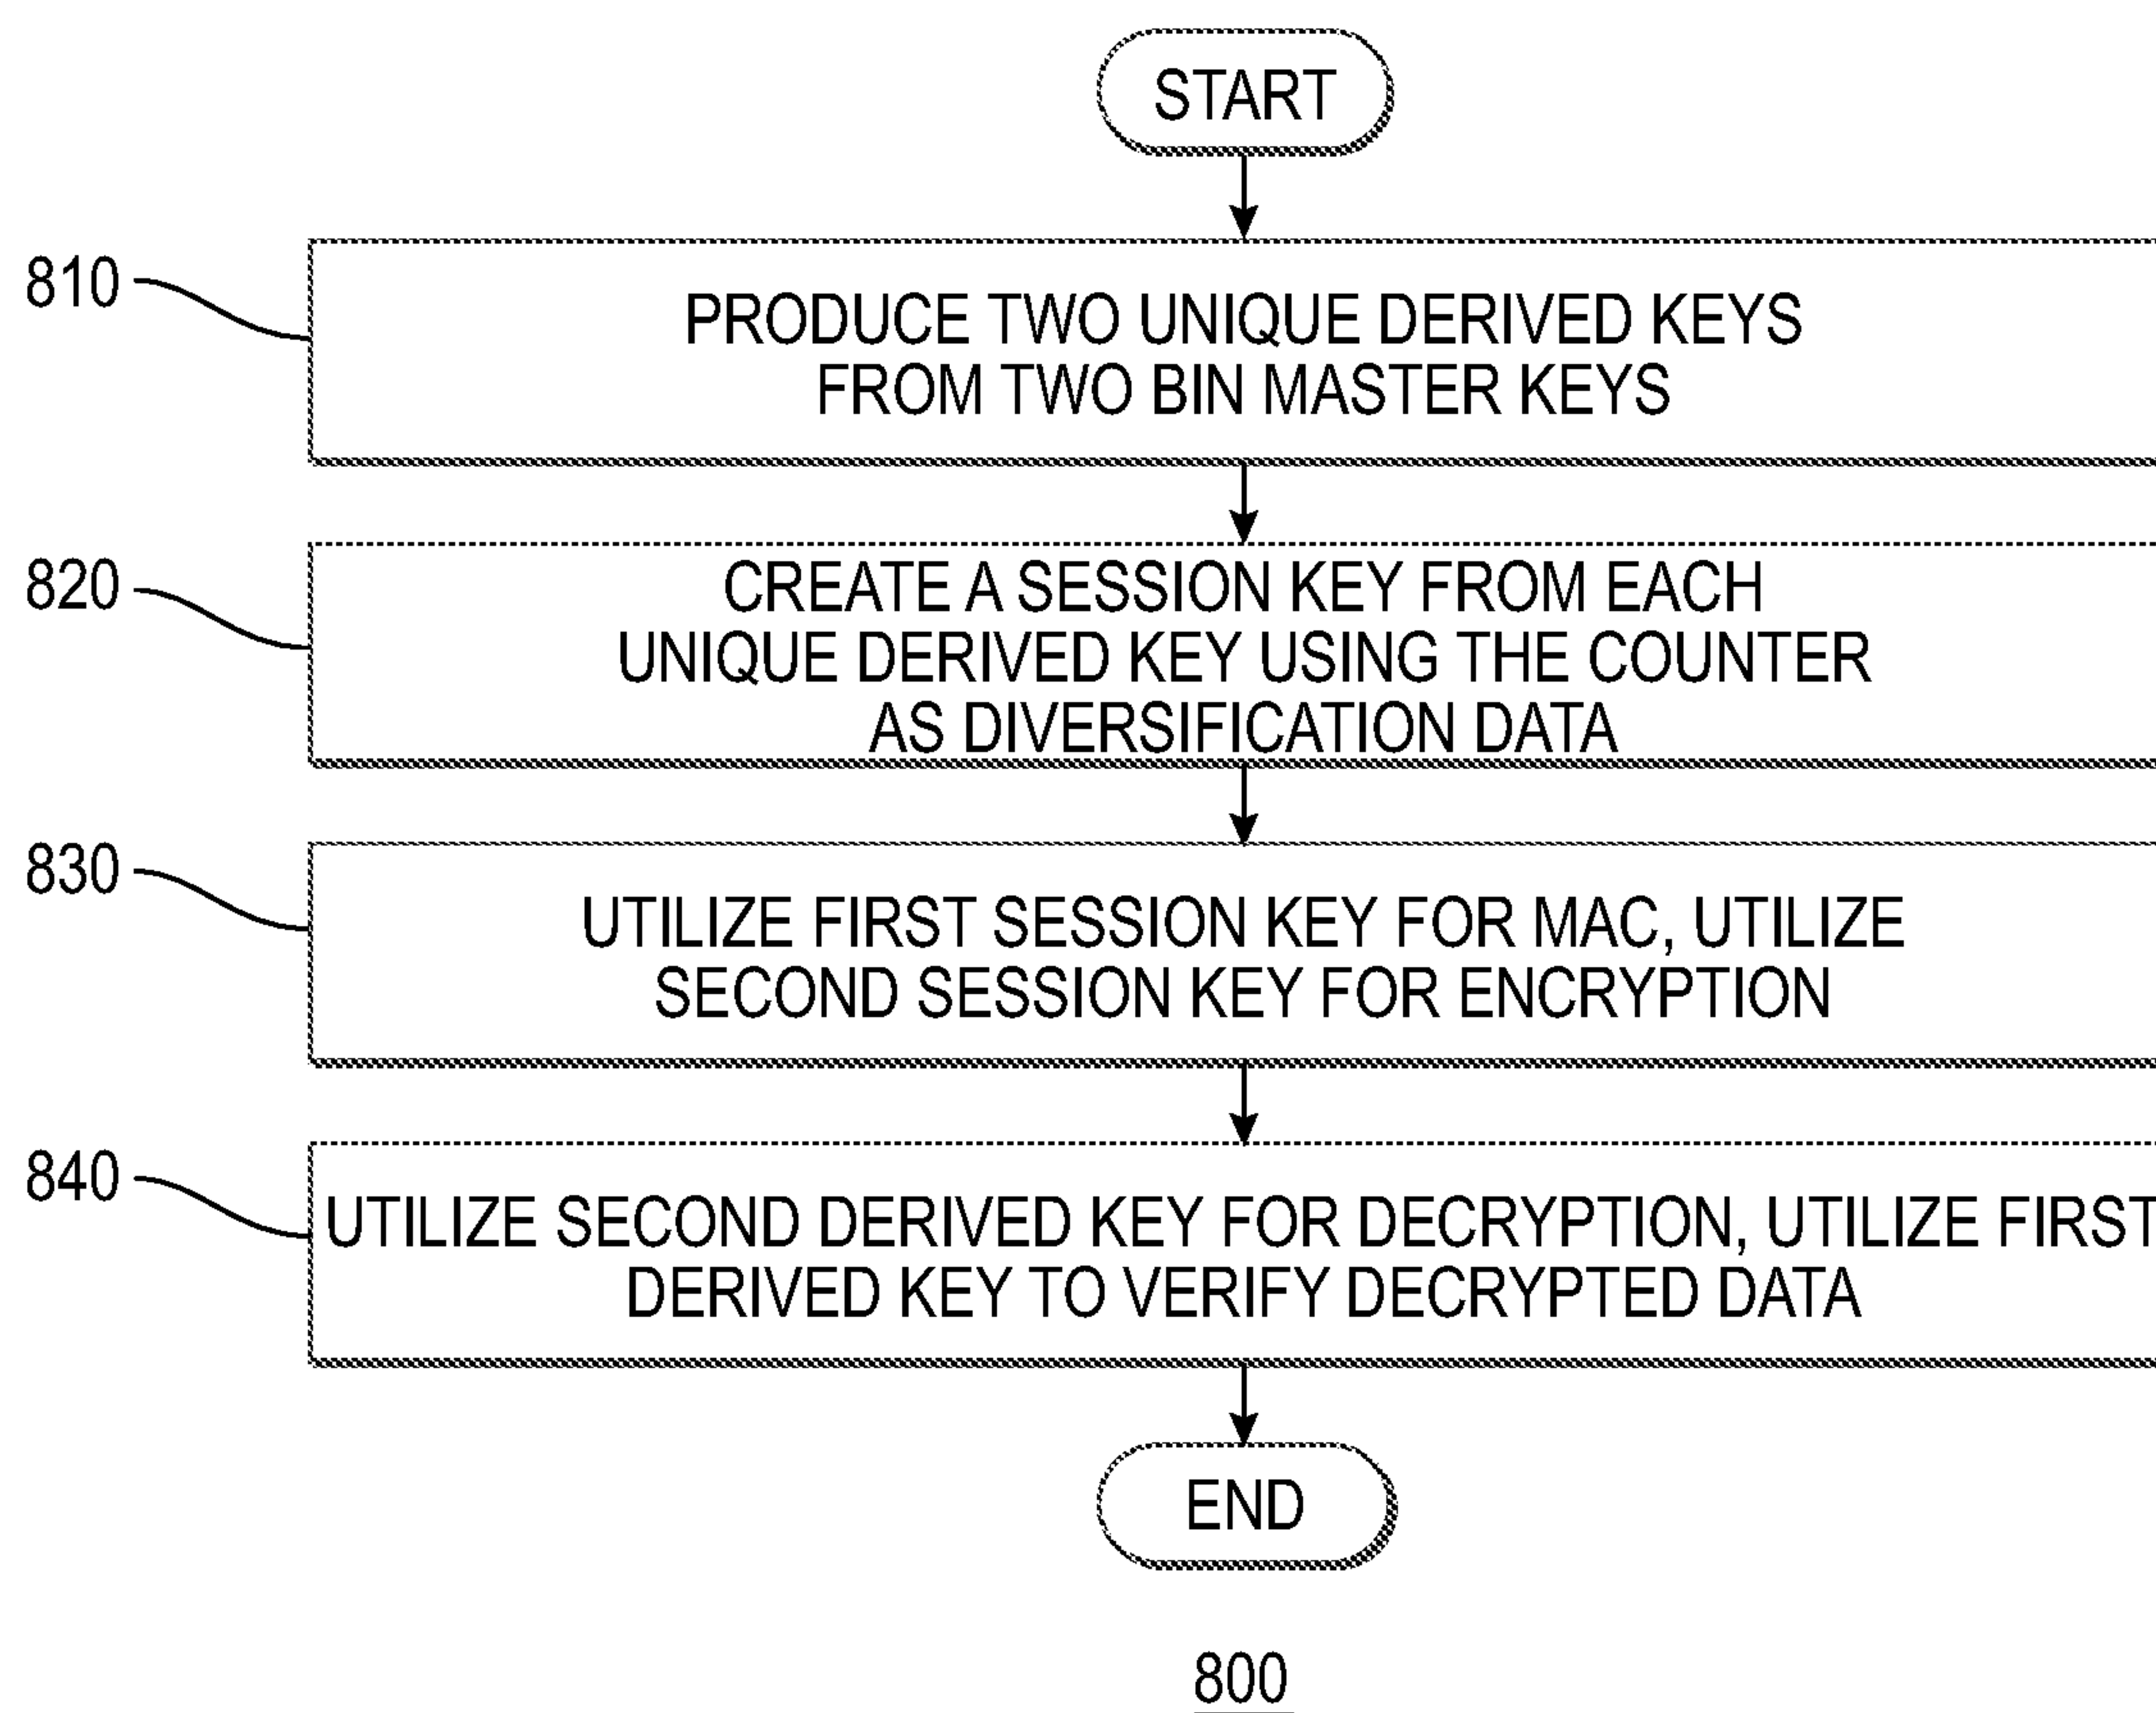 START
810
PRODUCE TWO UNIQUE DERIVED KEYS
FROM TWO BIN MASTER KEYS
820
CREATE A SESSION KEY FROM EACH
UNIQUE DERIVED KEY USING THE COUNTER
AS DIVERSIFICATION DATA
830
UTILIZE FIRST SESSION KEY FOR MAC, UTILIZE
SECOND SESSION KEY FOR ENCRYPTION
840
UTILIZE SECOND DERIVED KEY FOR DECRYPTION, UTILIZE FIRST
DERIVED KEY TO VERIFY DECRYPTED DATA
END
800